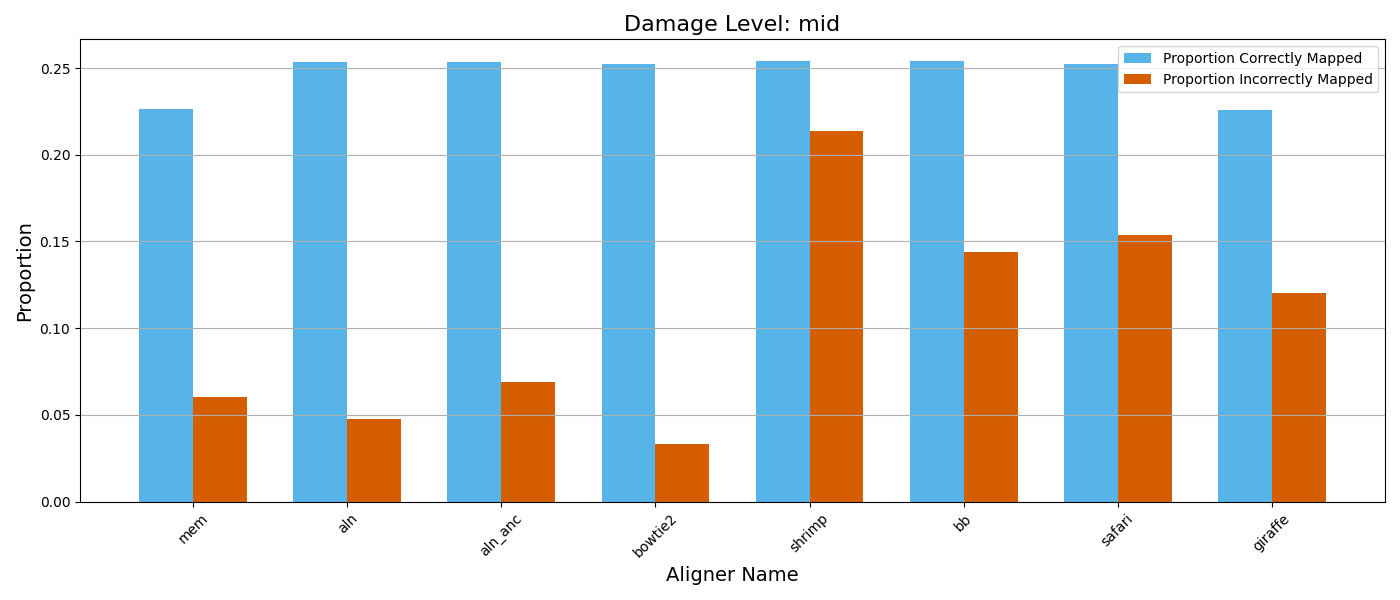 Damage Level: mid
Proportion Correctly Mapped
Proportion Incorrectly Mapped
Proportion
0.25
0.20
0.15
0.10
0.05
0.00
mem
aln
aln_anc
bowtie2
shrimp
bb
safari
giraffe
Aligner Name